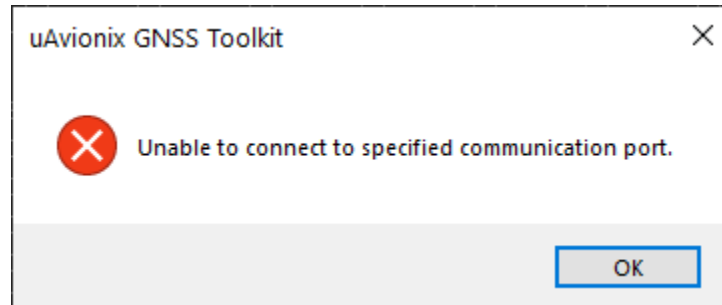 uAvionix GNSS Toolkit
Unable to connect to specified communication port.
OK